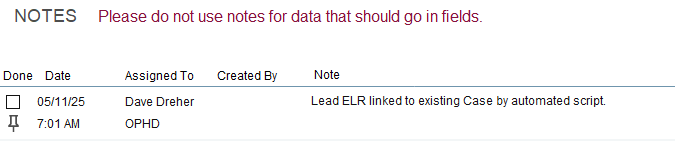 NOTES Please do not use notes for data that should go in fields.
Done Date Assigned To Created By Note
05/11/25 Dave Dreher Lead ELR linked to existing Case by automated script.
7:01 AM OPHD